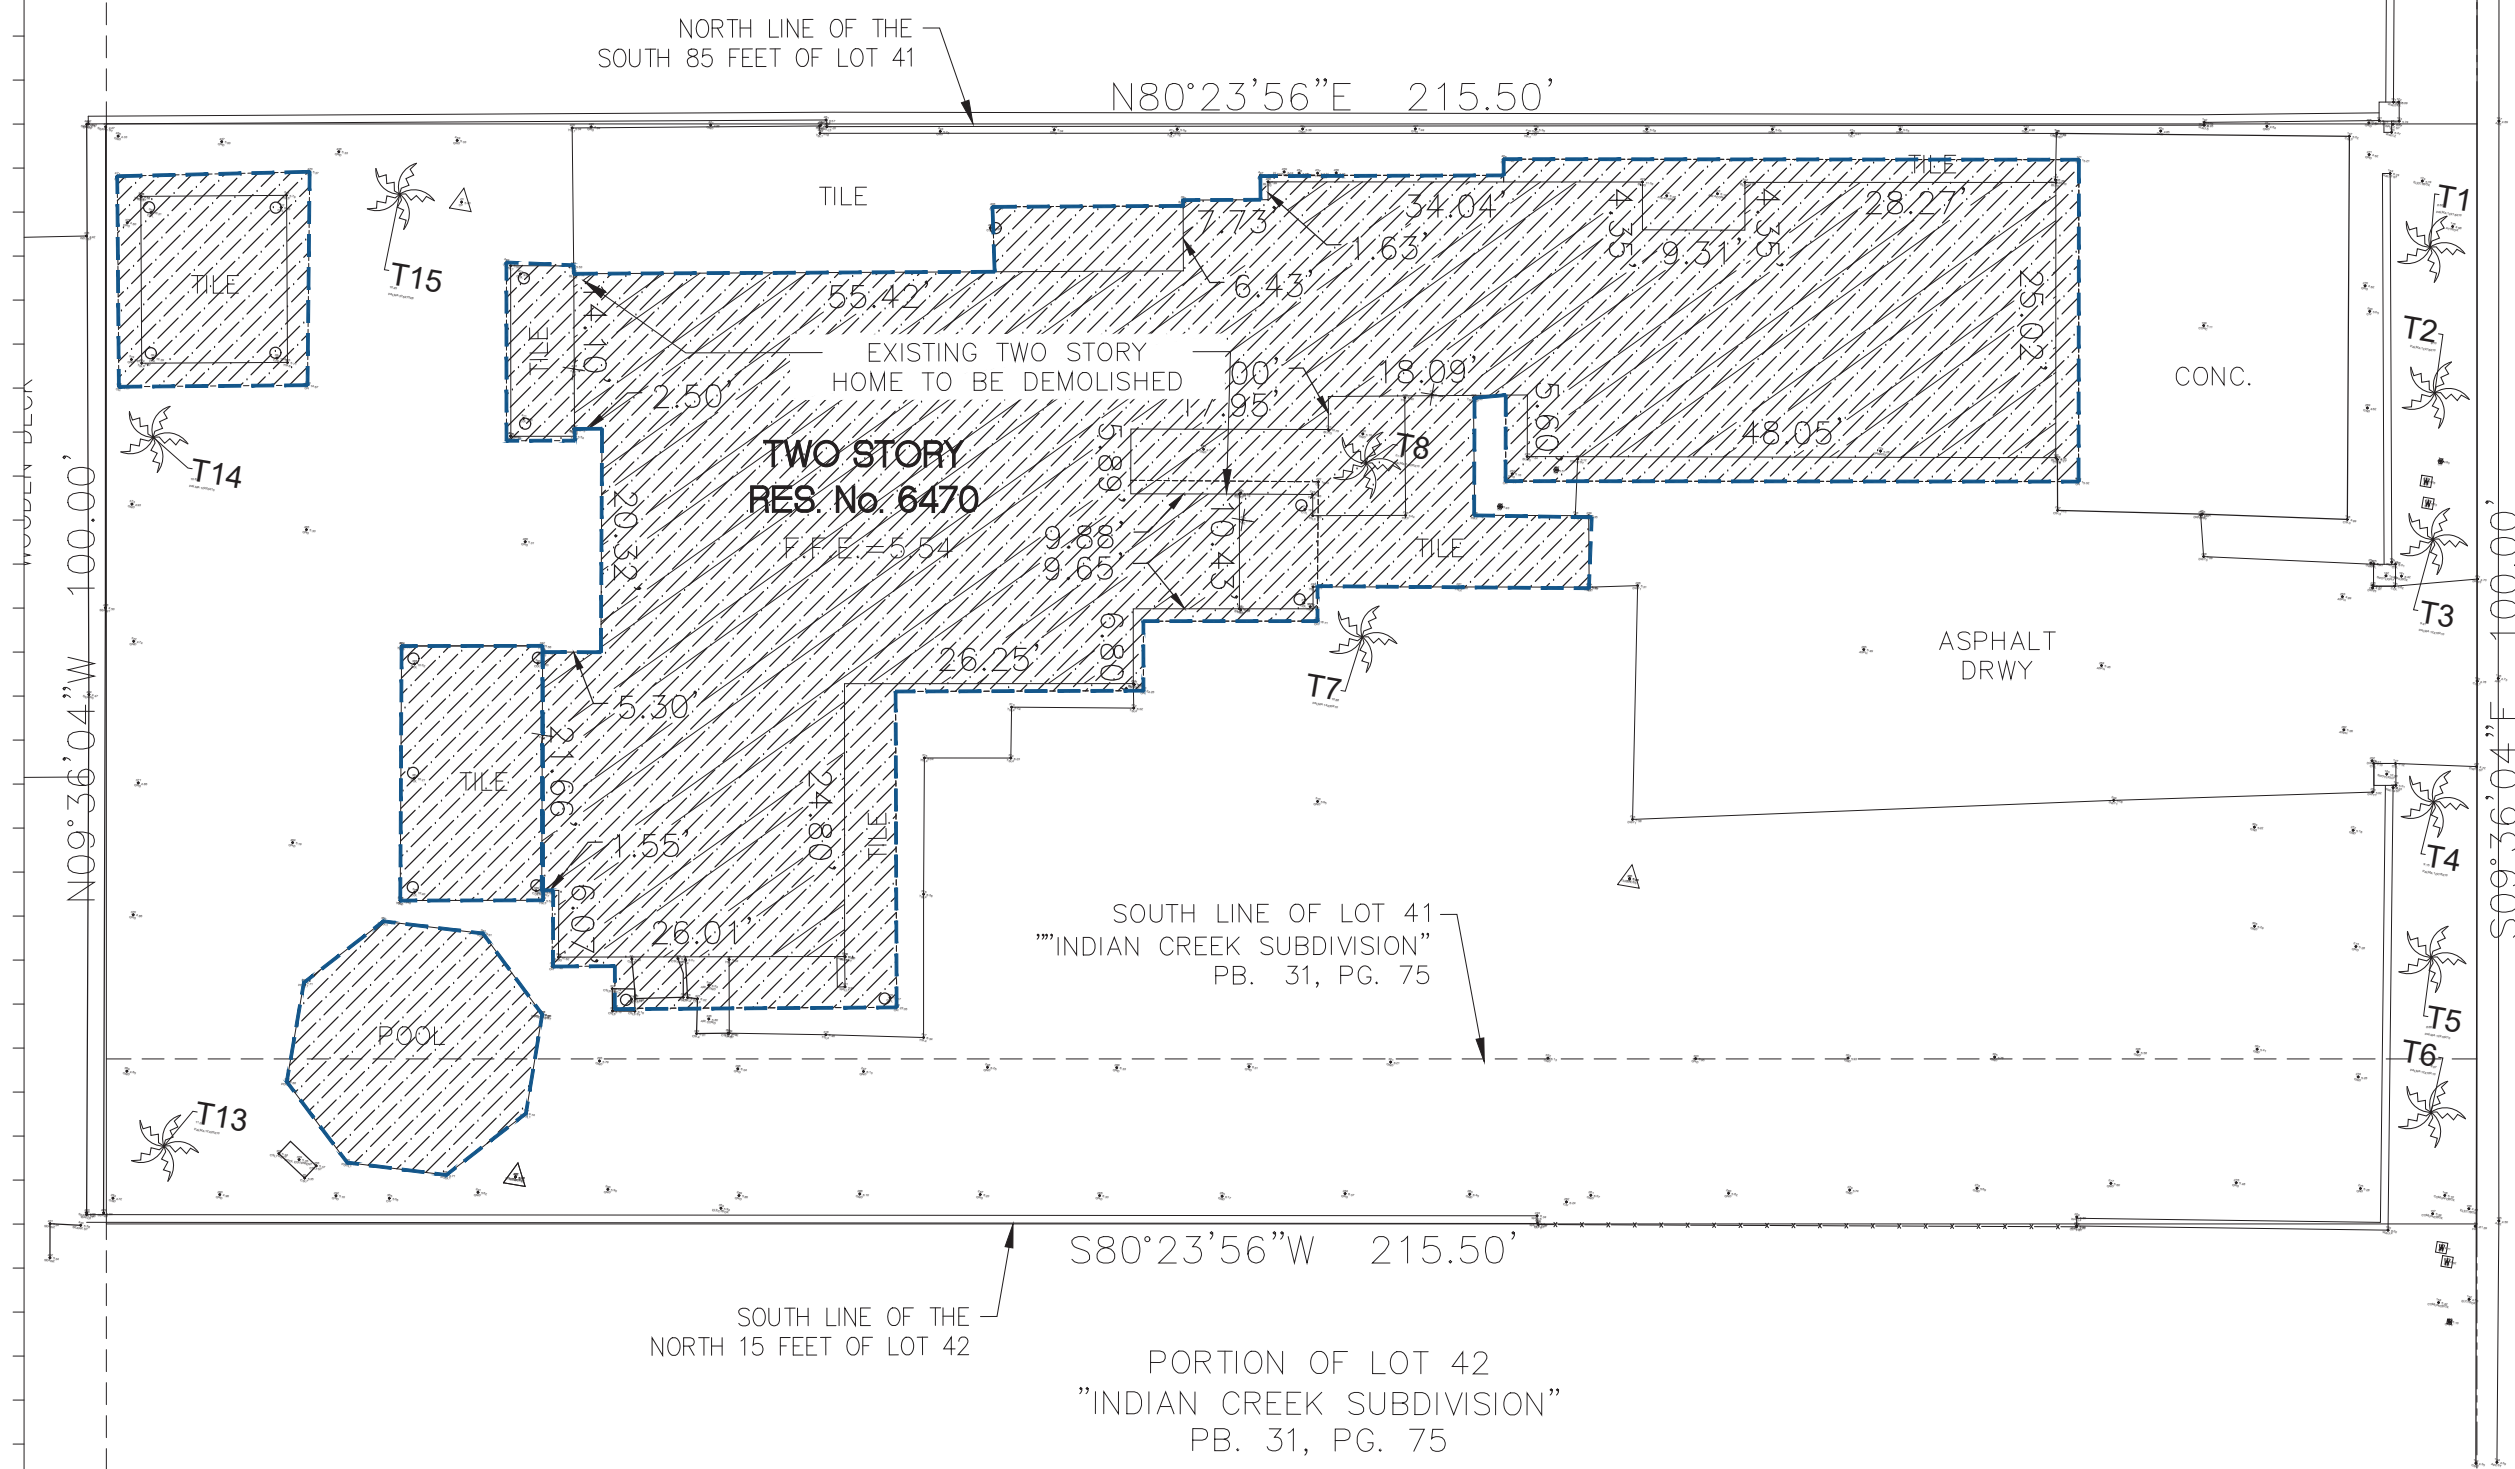 NORTH LINE OF THE
SOUTH 85 FEET OF LOT 41
N80°23'56"E 215.50'
TILE
TILE
T1
7.73'
34.04'
4.35'
4.35'
28.27'
1.63'
9.31'
6.43'
T15
TILE
55.42'
14.10'
25.02'
T2
TILE
EXISTING TWO STORY
HOME TO BE DEMOLISHED
00'
18.09'
CONC.
2.50'
.95'
5.60'
48.05'
5.89'
T8
TWO STORY
RES. No. 6470
T14
F.F.E.=5.54
20.32'
9.88'
9.65'
10.43'
TILE
WOODEN DECK
N09°36'04"W 100.00'
S09°36'04"E 100.00'
T3
ASPHALT
DRWY
6.80'
26.25'
T7
5.30'
21.66'
TILE
24.80'
TILE
1.55'
T4
6.07'
26.01'
SOUTH LINE OF LOT 41
""INDIAN CREEK SUBDIVISION"
PB. 31, PG. 75
POOL
T5
T6
T13
W
W
S80°23'56"W 215.50'
W
W
SOUTH LINE OF THE
NORTH 15 FEET OF LOT 42
PORTION OF LOT 42
"INDIAN CREEK SUBDIVISION"
PB. 31, PG. 75